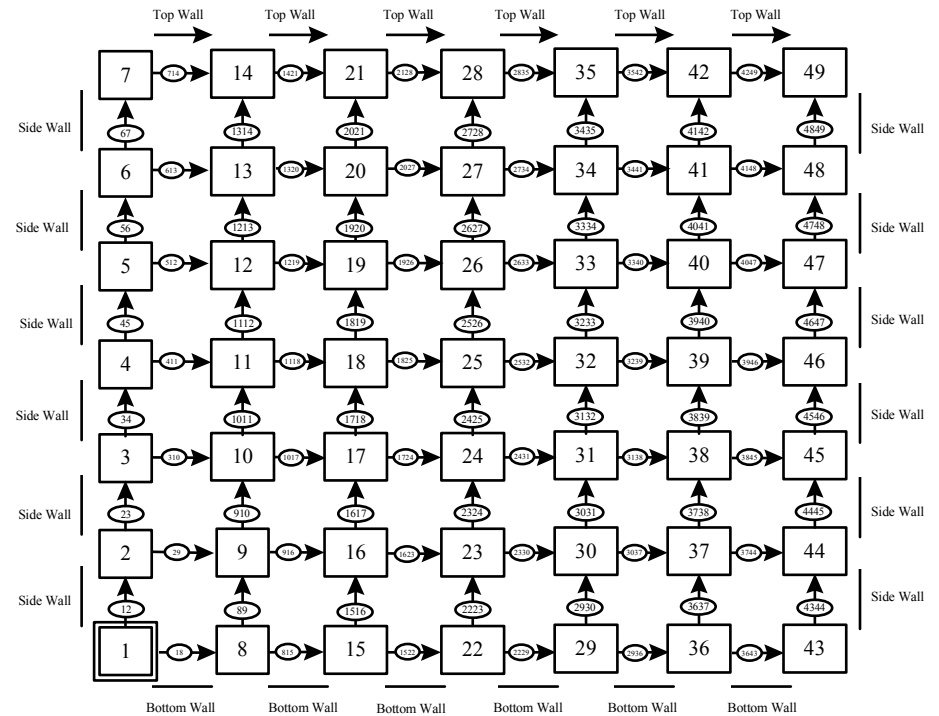 Top Wall Top Wall Top Wall Top Wall Top Wall Top Wall
7 714 14 1421 21 2128 28 2835 35 3542 42 4249 49
Side Wall 67 1314 2021 2728 3435 4142 4849 Side Wall
6 613 13 1320 20 2027 27 2734 34 3441 41 4148 48
Side Wall 56 1213 1920 2627 3334 4041 4748 Side Wall
5 512 12 1219 19 1926 26 2633 33 3340 40 4047 47
Side Wall 45 1112 1819 2526 3233 3940 4647 Side Wall
4 411 11 1118 18 1825 25 2532 32 3239 39 3946 46
Side Wall 34 1011 1718 2425 3132 3839 4546 Side Wall
3 310 10 1017 17 1724 24 2431 31 3138 38 3845 45
Side Wall 23 910 1617 2324 3031 3738 4445 Side Wall
2 29 9 916 16 1623 23 2330 30 3037 37 3744 44
Side Wall 12 89 1516 2223 2930 3637 4344 Side Wall
1 18 8 815 15 1522 22 2229 29 2936 36 3643 43
Bottom Wall Bottom Wall Bottom Wall Bottom Wall Bottom Wall Bottom Wall